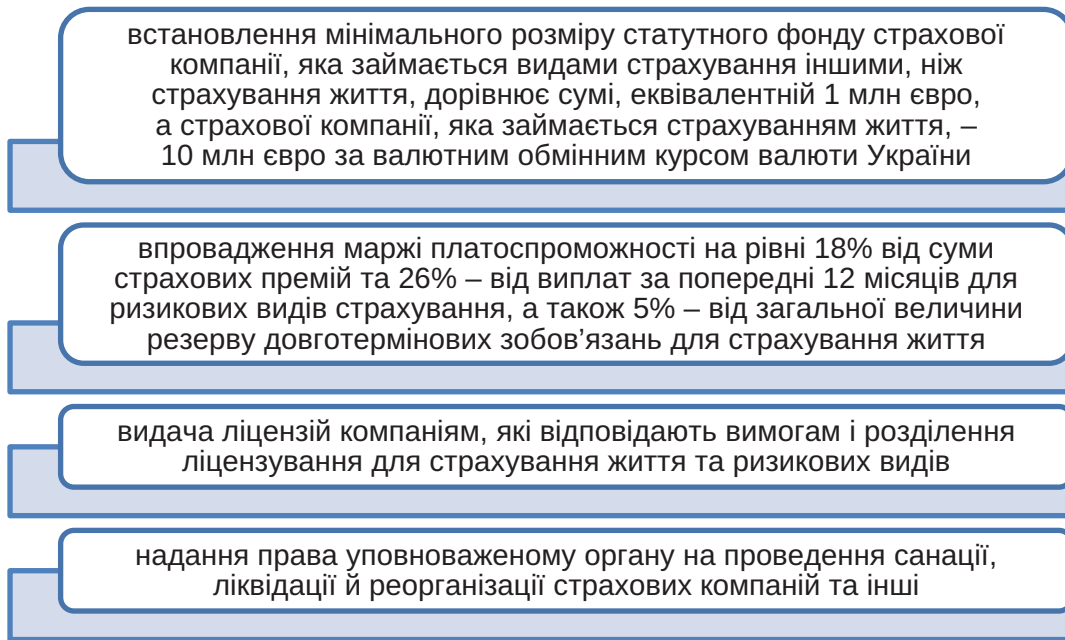 встановлення мінімального розміру статутного фонду страхової
компанії, яка займається видами страхування іншими, ніж
страхування життя, дорівнює сумі, еквівалентній 1 млн євро,
а страхової компанії, яка займається страхуванням життя, –
10 млн євро за валютним обмінним курсом валюти України
впровадження маржі платоспроможності на рівні 18% від суми
страхових премій та 26% – від виплат за попередні 12 місяців для
ризикових видів страхування, а також 5% – від загальної величини
резерву довготермінових зобов’язань для страхування життя
видача ліцензій компаніям, які відповідають вимогам і розділення
ліцензування для страхування життя та ризикових видів
надання права уповноваженому органу на проведення санації,
ліквідації й реорганізації страхових компаній та інші